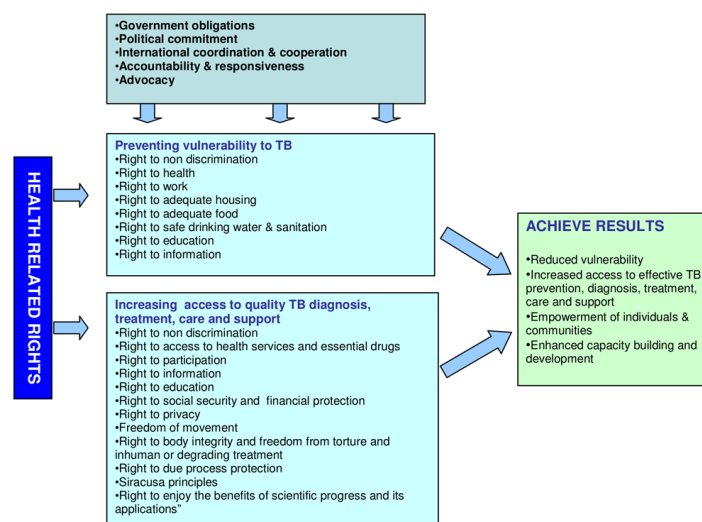 •Government obligations
•Political commitment
•International coordination & cooperation
•Accountability & responsiveness
•Advocacy
HEALTH RELATED RIGHTS
Preventing vulnerability to TB
•Right to non discrimination
•Right to health
•Right to work
•Right to adequate housing
•Right to adequate food
•Right to safe drinking water & sanitation
•Right to education
•Right to information
Increasing access to quality TB diagnosis,
treatment, care and support
•Right to non discrimination
•Right to access to health services and essential drugs
•Right to participation
•Right to information
•Right to education
•Right to social security and financial protection
•Right to privacy
•Freedom of movement
•Right to body integrity and freedom from torture and
inhuman or degrading treatment
•Right to due process protection
•Siracusa principles
•Right to enjoy the benefits of scientific progress and its
applications”
ACHIEVE RESULTS
•Reduced vulnerability
•Increased access to effective TB
prevention, diagnosis, treatment,
care and support
•Empowerment of individuals &
communities
•Enhanced capacity building and
development